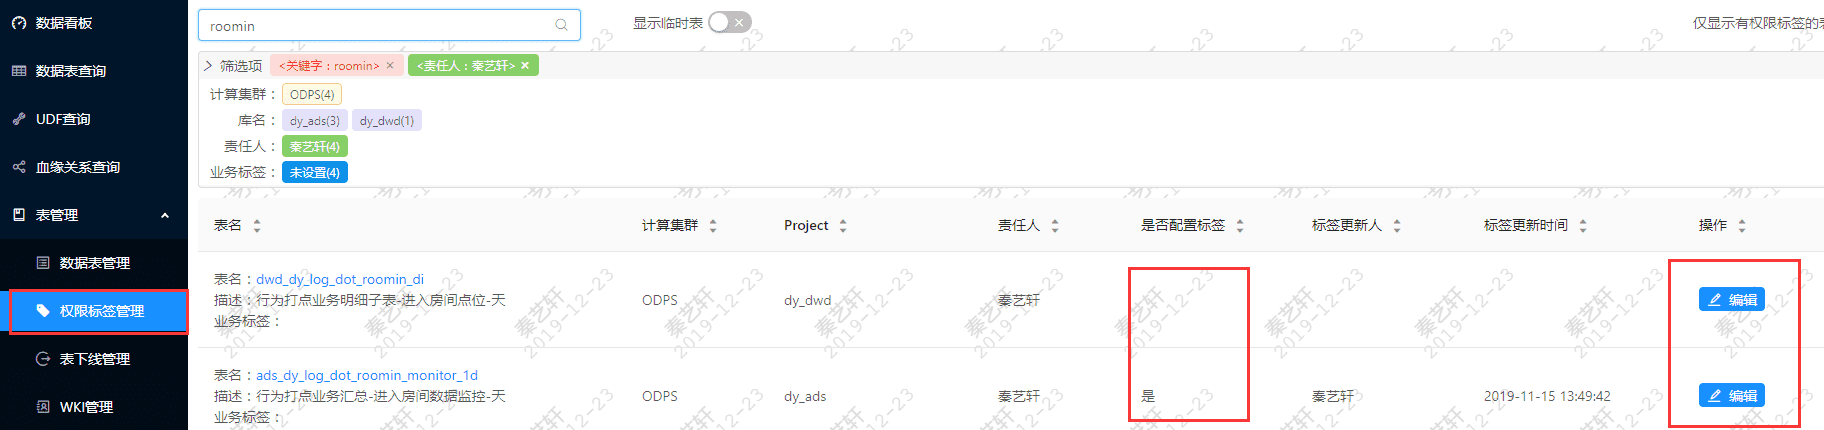 数据看板
数据表查询
UDF查询
血缘关系查询
表管理
数据表管理
权限标签管理
表下线管理
WKI管理
roomin
显示临时表
仅显示有权限标签的
筛选项 <关键字：roomin> × <责任人：秦艺轩> ×
计算集群： ODPS(4)
库名： dy_ads(3) dy_dwd(1)
责任人： 秦艺轩(4)
业务标签： 未设置(4)
表名 计算集群 Project 责任人 是否配置标签 标签更新人 标签更新时间 操作
表名：dwd_dy_log_dot_roomin_di
描述：行为打点业务明细子表-进入房间点位-天
业务标签：
ODPS dy_dwd 秦艺轩 编辑
表名：ads_dy_log_dot_roomin_monitor_1d
描述：行为打点业务汇总-进入房间数据监控-天
业务标签：
ODPS dy_ads 秦艺轩 是 秦艺轩 2019-11-15 13:49:42 编辑
秦艺轩
2019-12-23